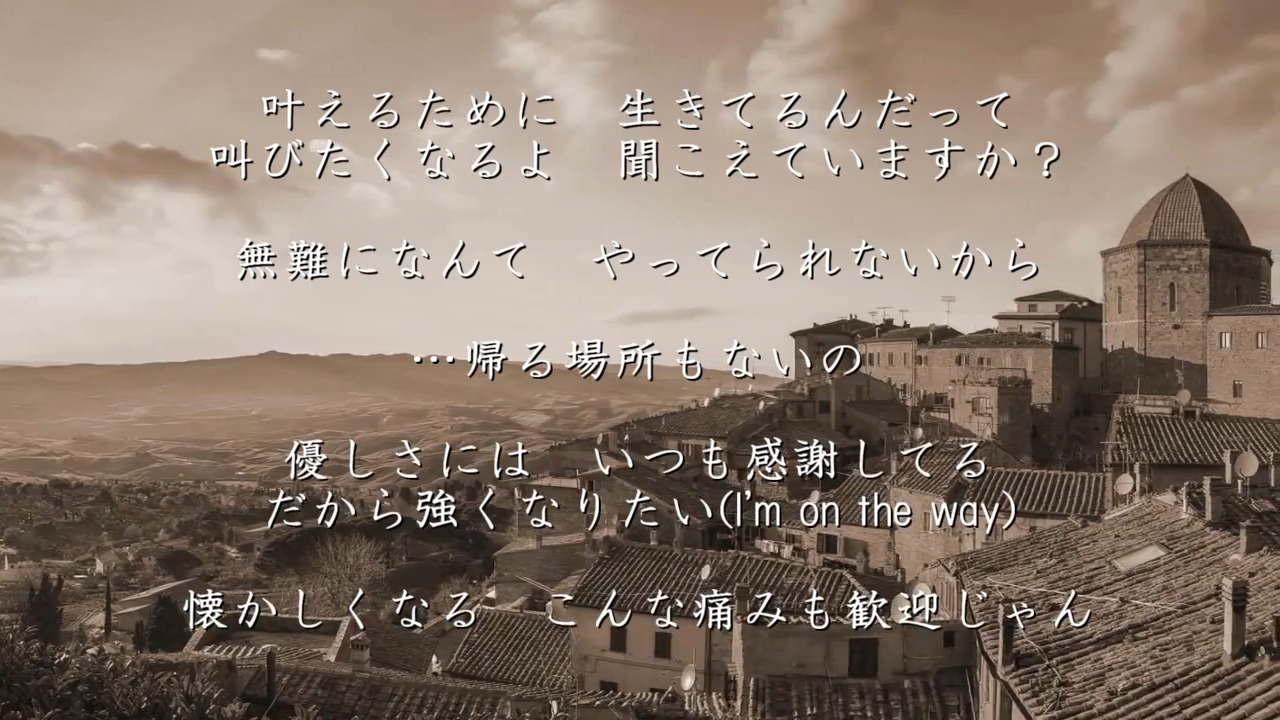 叶えるために　生きてるんだって
叫びたくなるよ　聞こえていますか？
無難になんて　やってられないから
…帰る場所もないの
優しさには　いつも感謝してる
だから強くなりたい(I'm on the way)
懐かしくなる　こんな痛みも歓迎じゃん